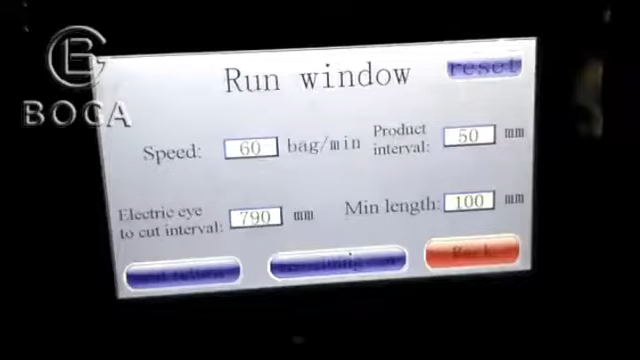 BOCA
Run window
reset
Speed: 60 bag/min
Product interval: 50 mm
Electric eye to cut interval: 790 mm
Min length: 100 mm
Back